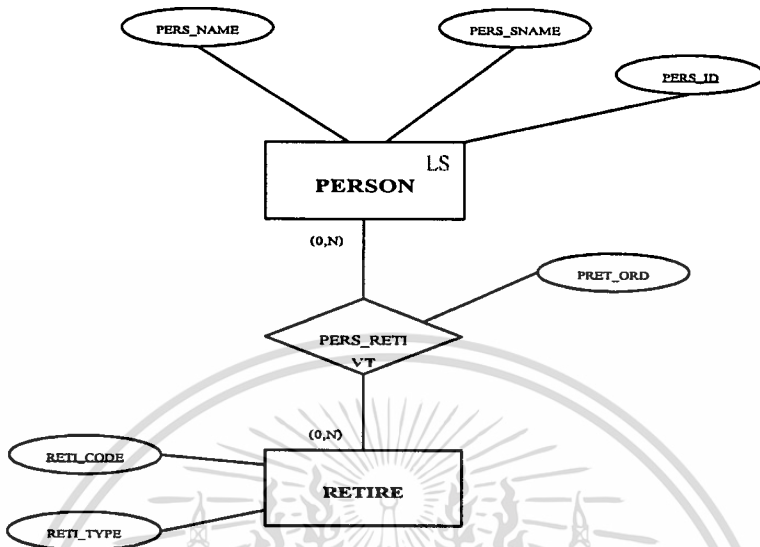 PERS_NAME
PERS_SNAME
PERS_ID
LS
PERSON
(0,N)
PRET_ORD
PERS_RETI
VT
(0,N)
RETI_CODE
RETIRE
RETI_TYPE